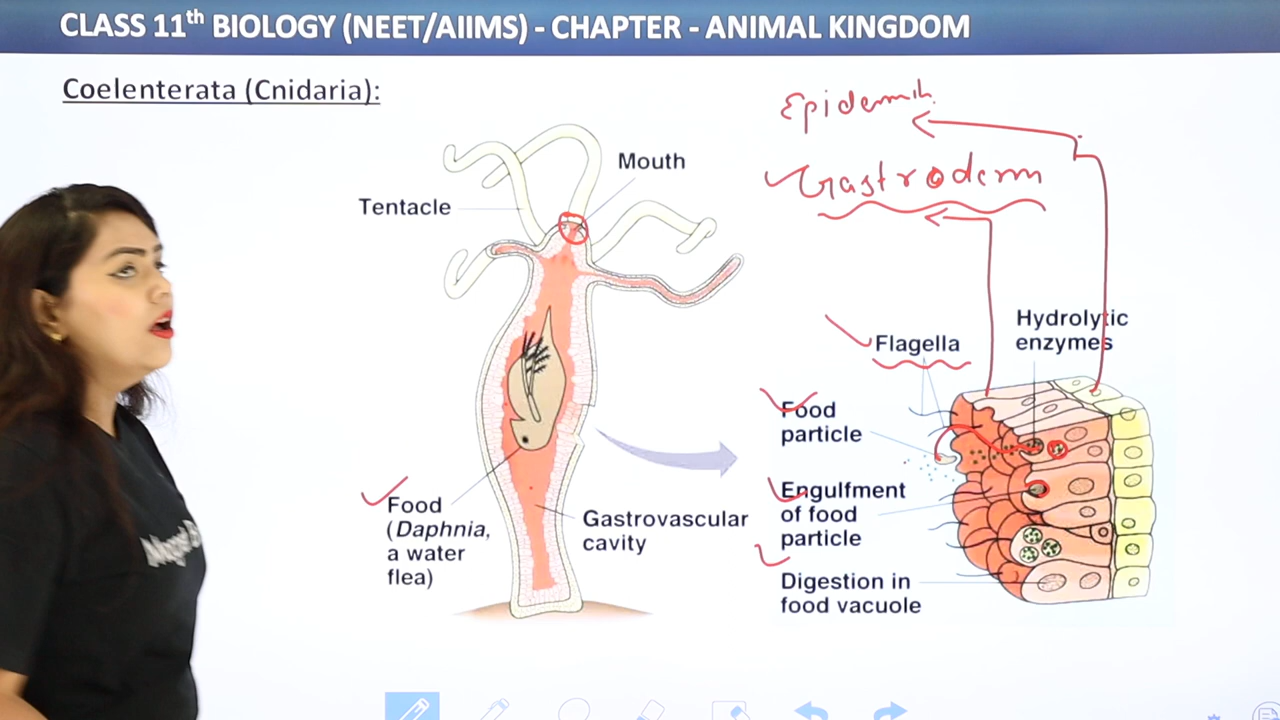 CLASS 11th BIOLOGY (NEET/AIIMS) - CHAPTER - ANIMAL KINGDOM
Coelenterata (Cnidaria):
Epidermis
Gastroderm
Mouth
Tentacle
Hydrolytic
enzymes
Flagella
Food
particle
Engulfment
of food
particle
Digestion in
food vacuole
Food
(Daphnia,
a water
flea)
Gastrovascular
cavity